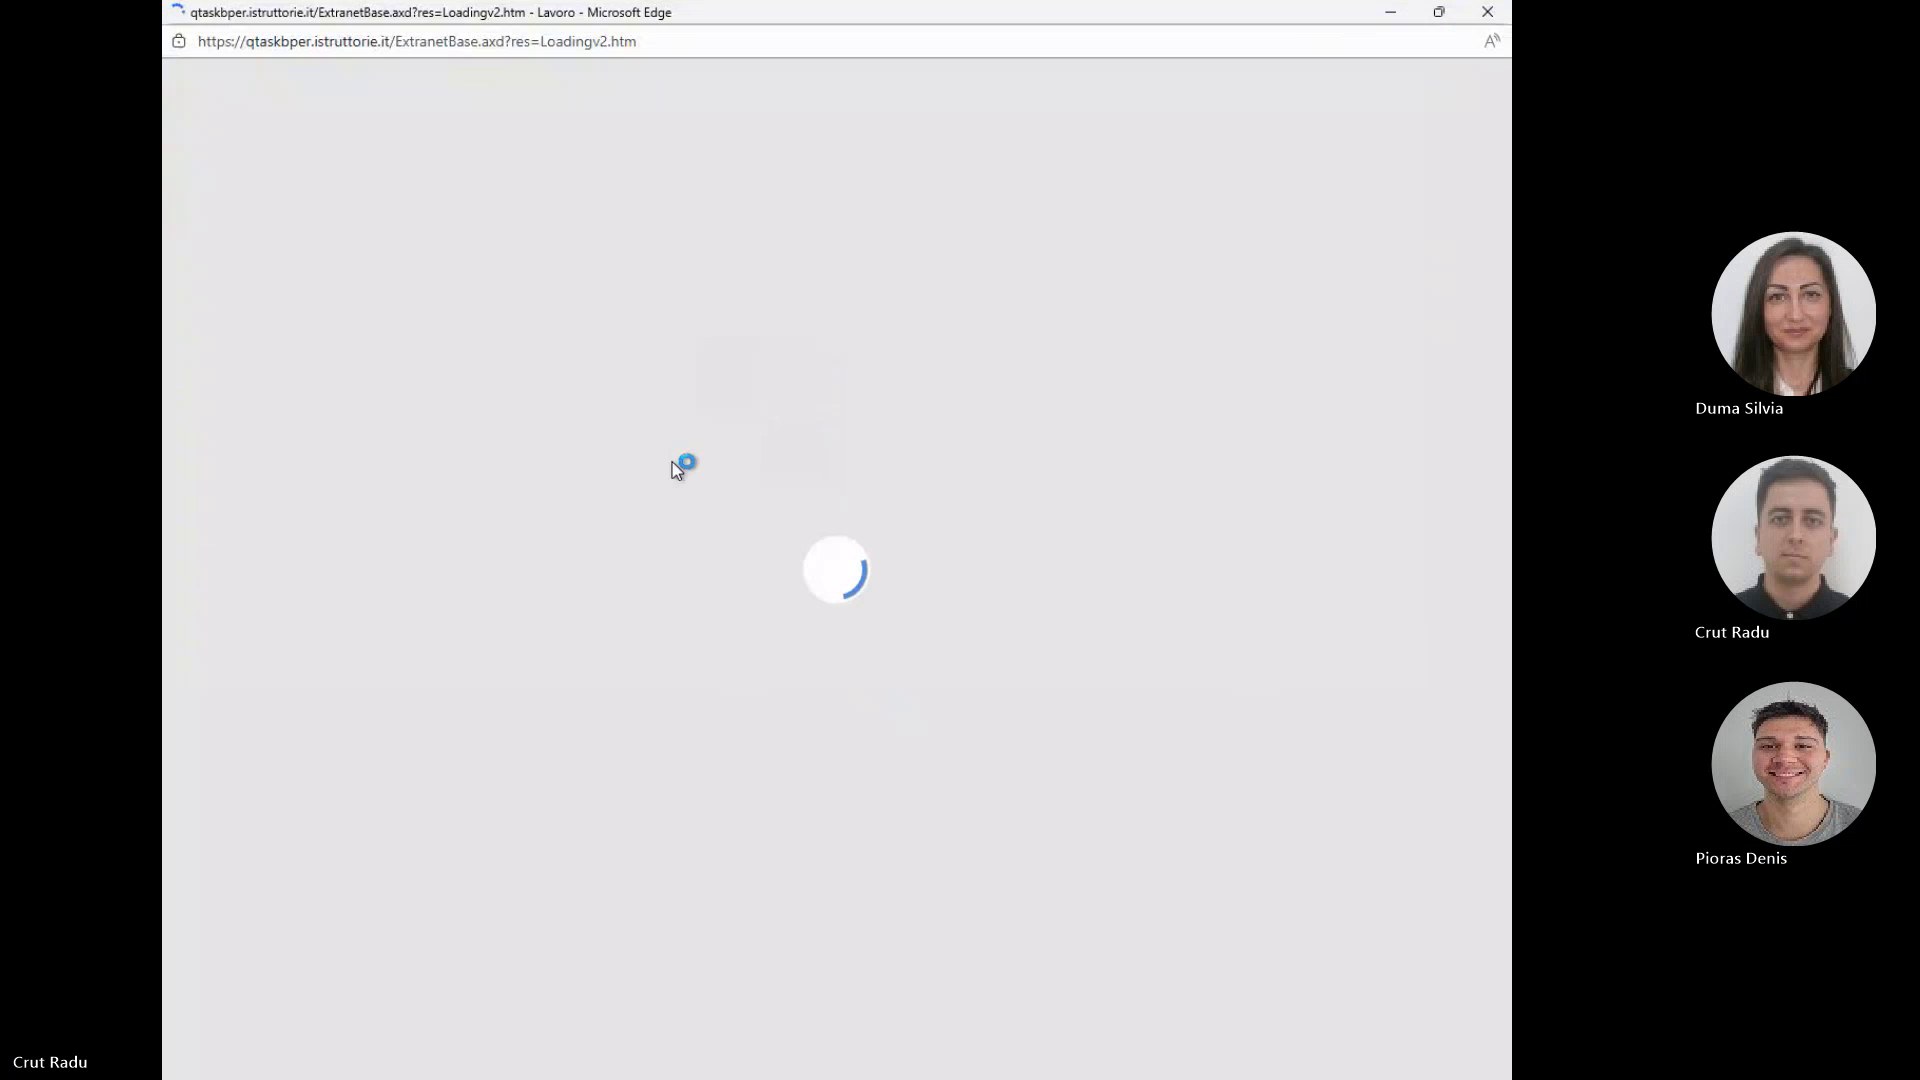 qtaskbper.istruttorie.it/ExtranetBase.axd?res=Loadingv2.htm - Lavoro - Microsoft Edge
https://qtaskbper.istruttorie.it/ExtranetBase.axd?res=Loadingv2.htm
Duma Silvia
Crut Radu
Pioras Denis
Crut Radu